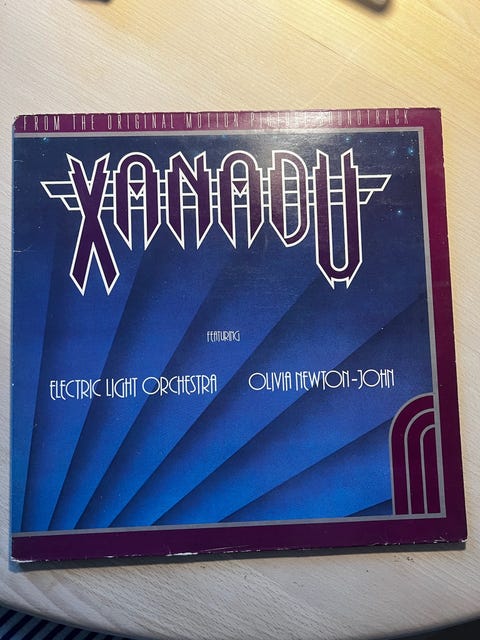 FROM THE ORIGINAL MOTION PICTURE SOUNDTRACK
XANADU
FEATURING
ELECTRIC LIGHT ORCHESTRA OLIVIA NEWTON-JOHN